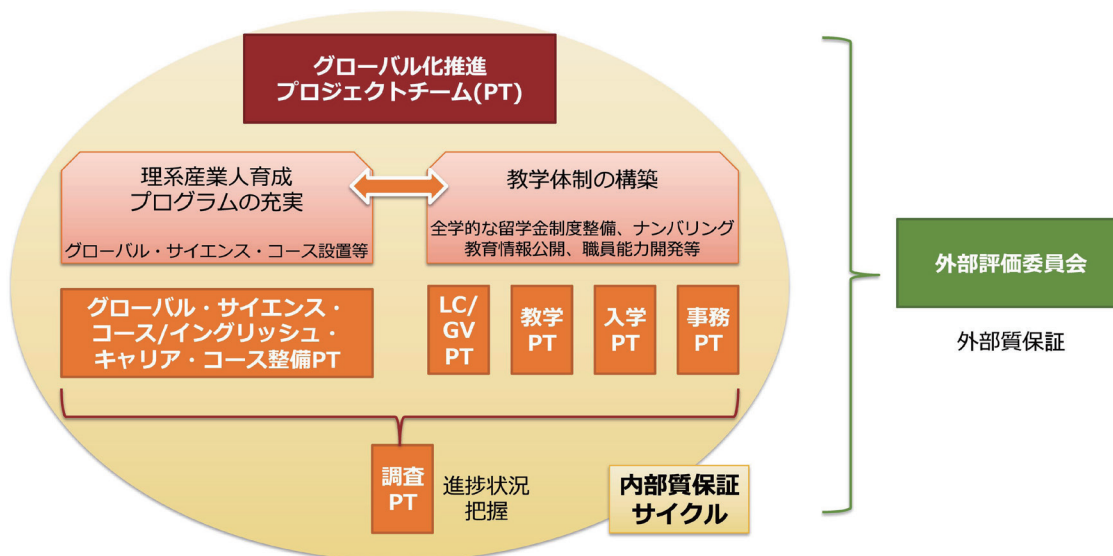 グローバル化推進
プロジェクトチーム(PT)
理系産業人育成
プログラムの充実
グローバル・サイエンス・コース設置等
教学体制の構築
全学的な留学金制度整備、ナンバリング
教育情報公開、職員能力開発等
グローバル・サイエンス・
コース/イングリッシュ・
キャリア・コース整備PT
LC/
GV
PT
教学
PT
入学
PT
事務
PT
調査
PT
進捗状況
把握
内部質保証
サイクル
外部評価委員会
外部質保証